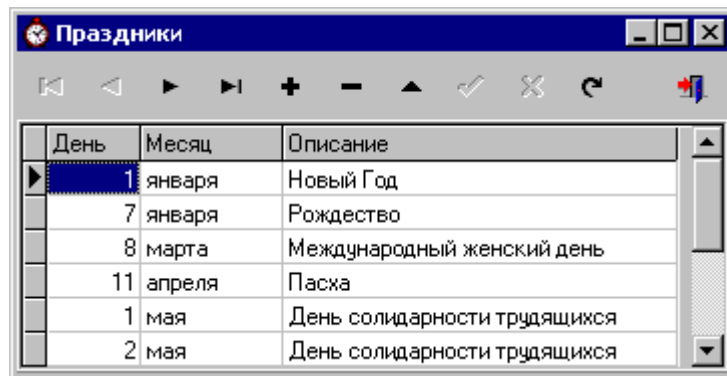 Праздники
День Месяц Описание
1 января Новый Год
7 января Рождество
8 марта Международный женский день
11 апреля Пасха
1 мая День солидарности трудящихся
2 мая День солидарности трудящихся